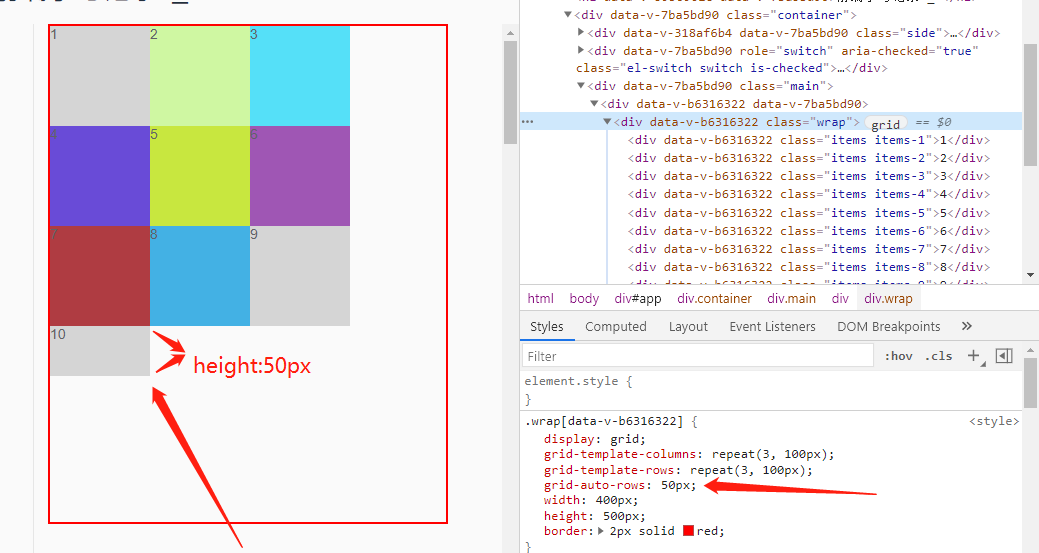 1
2
3
4
5
6
7
8
9
10
height:50px
<div data-v-7ba5bd90 class="container">
<div data-v-318af6b4 data-v-7ba5bd90 class="side">…</div>
<div data-v-7ba5bd90 role="switch" aria-checked="true"
class="el-switch switch is-checked">…</div>
<div data-v-7ba5bd90 class="main">
<div data-v-b6316322 data-v-7ba5bd90>
… <div data-v-b6316322 class="wrap"> grid == $0
<div data-v-b6316322 class="items items-1">1</div>
<div data-v-b6316322 class="items items-2">2</div>
<div data-v-b6316322 class="items items-3">3</div>
<div data-v-b6316322 class="items items-4">4</div>
<div data-v-b6316322 class="items items-5">5</div>
<div data-v-b6316322 class="items items-6">6</div>
<div data-v-b6316322 class="items items-7">7</div>
<div data-v-b6316322 class="items items-8">8</div>
html body div#app div.container div.main div div.wrap
Styles Computed Layout Event Listeners DOM Breakpoints »
Filter :hov .cls +
element.style {
}
.wrap[data-v-b6316322] { <style>
display: grid;
grid-template-columns: repeat(3, 100px);
grid-template-rows: repeat(3, 100px);
grid-auto-rows: 50px;
width: 400px;
height: 500px;
border: 2px solid red;
}